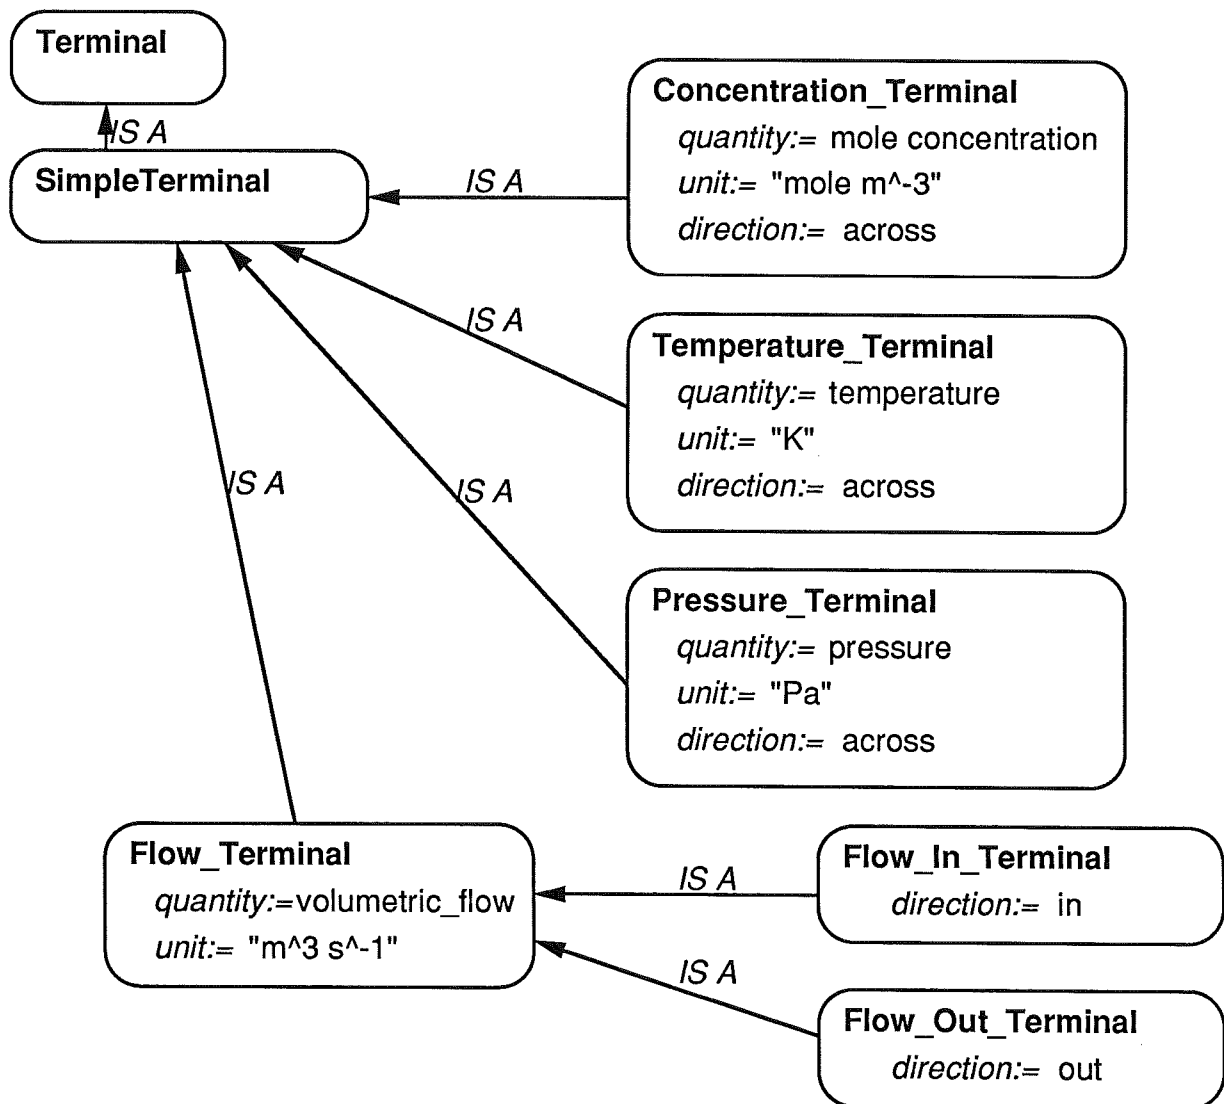 Terminal
IS A
SimpleTerminal
IS A
Concentration_Terminal
quantity:= mole concentration
unit:= "mole m^-3"
direction:= across
IS A
Temperature_Terminal
quantity:= temperature
unit:= "K"
direction:= across
IS A
IS A
Pressure_Terminal
quantity:= pressure
unit:= "Pa"
direction:= across
Flow_Terminal
quantity:=volumetric_flow
unit:= "m^3 s^-1"
IS A
Flow_In_Terminal
direction:= in
IS A
Flow_Out_Terminal
direction:= out